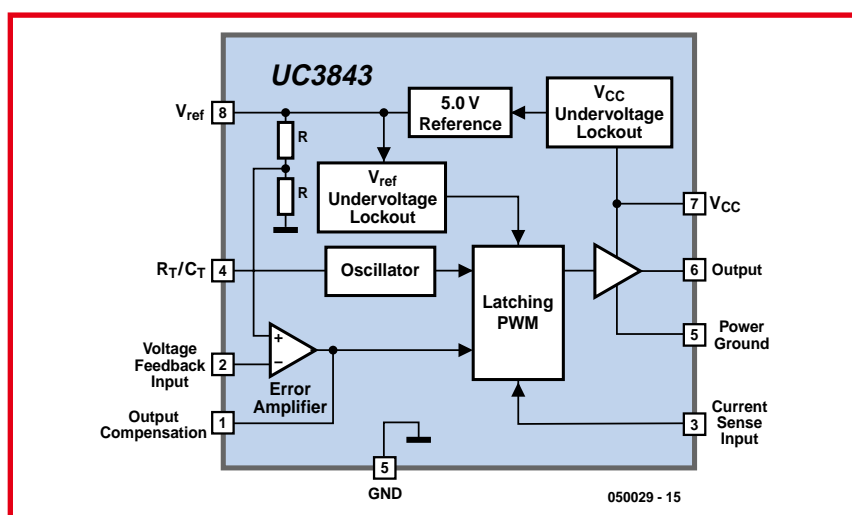 UC3843
Vref
8
R
R
5.0 V
Reference
VCC
Undervoltage
Lockout
Vref
Undervoltage
Lockout
7
VCC
RT/CT
4
Oscillator
Latching
PWM
6
Output
5
Power
Ground
Voltage
Feedback
Input
2
+
−
Error
Amplifier
Output
Compensation
1
3
Current
Sense
Input
5
GND
050029 - 15